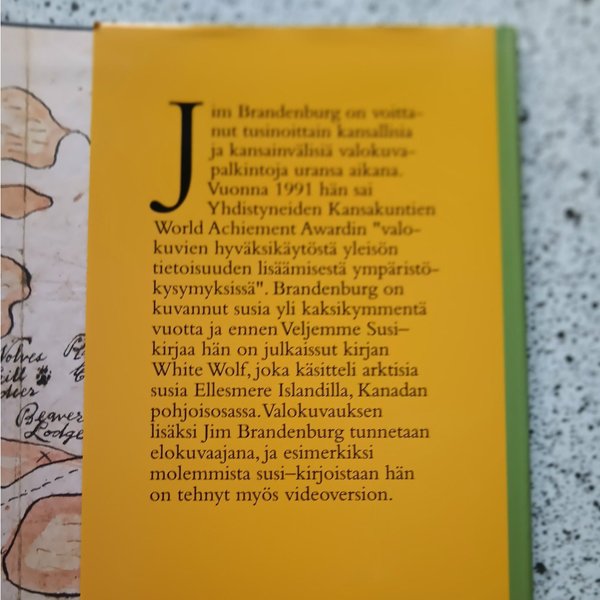 Jim Brandenburg on voitta-
nut tusinoittain kansallisia
ja kansainvälisiä valokuva-
palkintoja uransa aikana.
Vuonna 1991 hän sai
Yhdistyneiden Kansakuntien
World Achiement Awardin "valo-
kuvien hyväksikäytöstä yleisön
tietoisuuden lisäämisestä ympäristö-
kysymyksissä". Brandenburg on
kuvannut susia yli kaksikymmentä
vuotta ja ennen Veljemme Susi–
kirjaa hän on julkaissut kirjan
White Wolf, joka käsitteli arktisia
susia Ellesmere Islandilla, Kanadan
pohjoisosassa. Valokuvauksen
lisäksi Jim Brandenburg tunnetaan
elokuvaajana, ja esimerkiksi
molemmista susi–kirjoistaan hän
on tehnyt myös videoversion.
Wolves
Beaver
Lodge